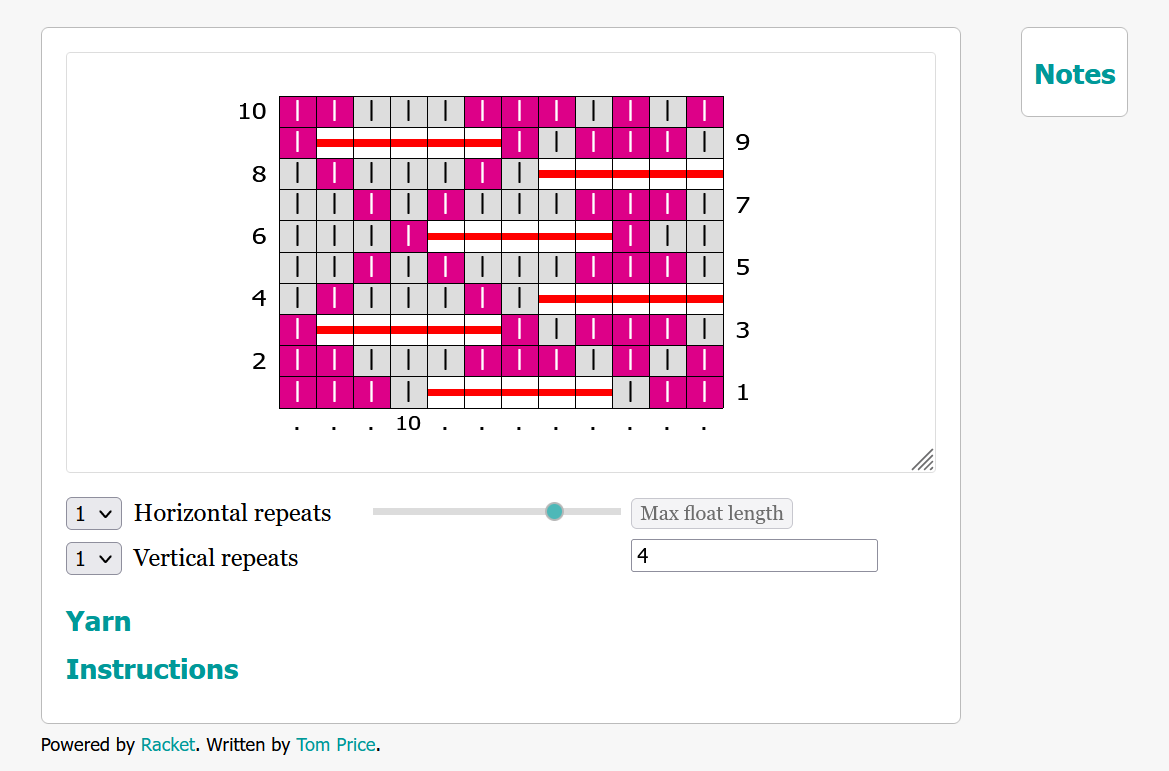 Notes
10
9
8
7
6
5
4
3
2
1
. . . 10 . . . . . . . .
1 Horizontal repeats Max float length
1 Vertical repeats 4
Yarn
Instructions
Powered by Racket. Written by Tom Price.